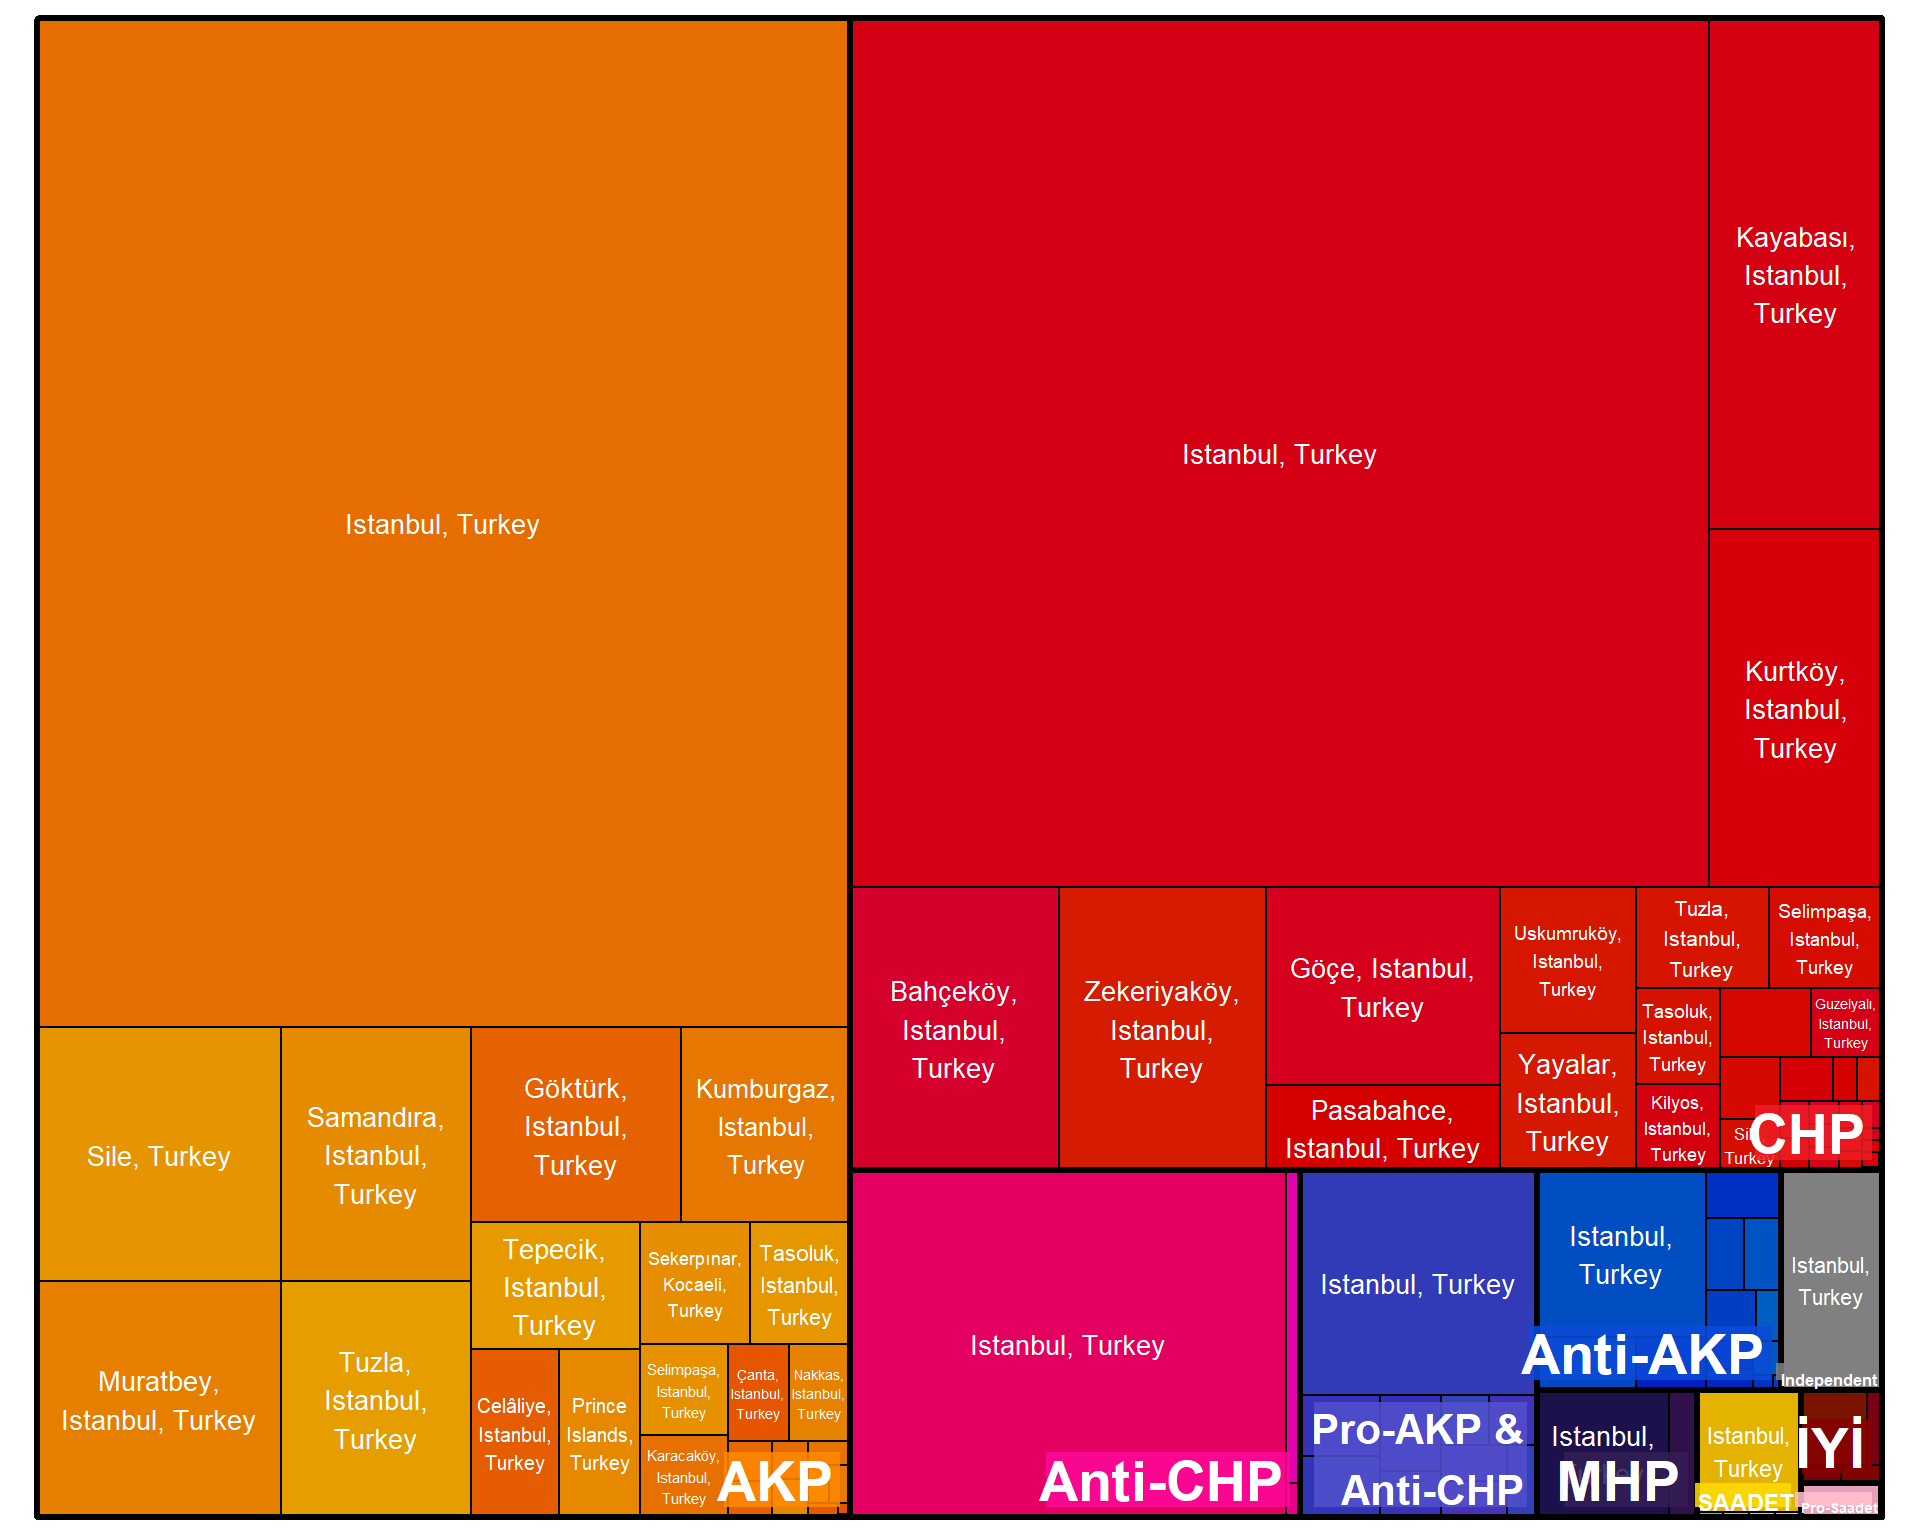 Istanbul, Turkey
Sile, Turkey
Samandıra,
Istanbul,
Turkey
Muratbey,
Istanbul, Turkey
Tuzla,
Istanbul,
Turkey
Göktürk,
Istanbul,
Turkey
Kumburgaz,
Istanbul,
Turkey
Tepecik,
Istanbul,
Turkey
Sekerpınar,
Kocaeli,
Turkey
Tasoluk,
Istanbul,
Turkey
Celâliye,
Istanbul,
Turkey
Prince
Islands,
Turkey
Selimpaşa,
Istanbul,
Turkey
Çanta,
Istanbul,
Turkey
Nakkas,
Istanbul,
Turkey
Karacaköy,
Istanbul,
Turkey
AKP
Istanbul, Turkey
Kayabası,
Istanbul,
Turkey
Kurtköy,
Istanbul,
Turkey
Bahçeköy,
Istanbul,
Turkey
Zekeriyaköy,
Istanbul,
Turkey
Göçe, Istanbul,
Turkey
Pasabahce,
Istanbul, Turkey
Uskumruköy,
Istanbul,
Turkey
Yayalar,
Istanbul,
Turkey
Tuzla,
Istanbul,
Turkey
Selimpaşa,
Istanbul,
Turkey
Tasoluk,
Istanbul,
Turkey
Guzelyalı,
Istanbul,
Turkey
Kilyos,
Istanbul,
Turkey
Turkey
CHP
Istanbul, Turkey
Anti-CHP
Istanbul, Turkey
Pro-AKP &
Anti-CHP
Istanbul,
Turkey
Anti-AKP
Istanbul,
Turkey
Independent
Istanbul,
MHP
Istanbul,
Turkey
SAADET
İYİ
Pro-Saadet